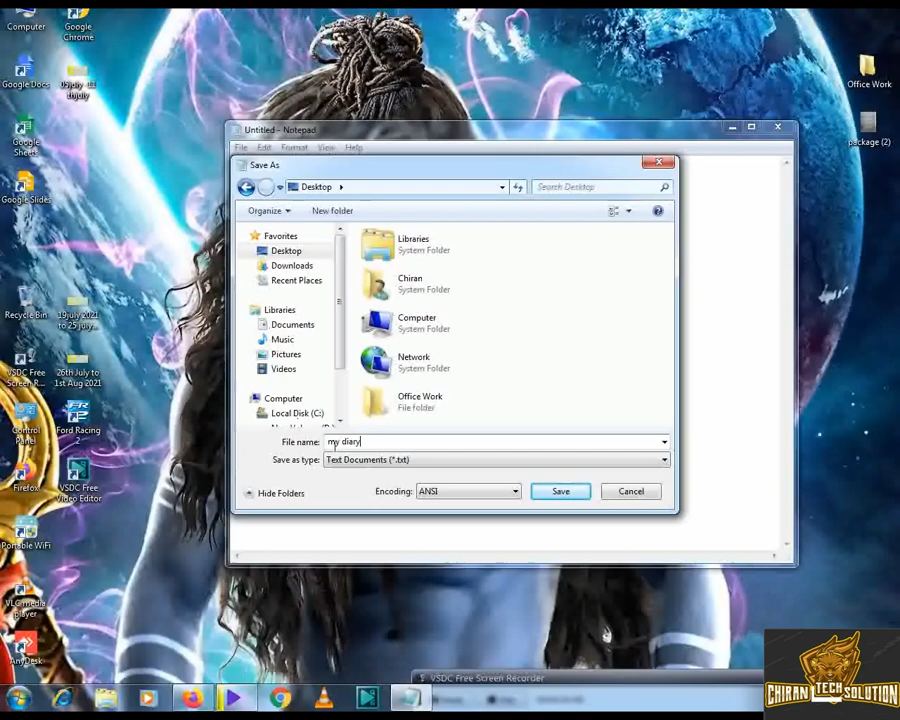 Computer
Google
Chrome
Google Docs
Google
Sheets
Google Slides
Recycle Bin
19july 2021
to 25 july...
VSDC Free
Screen R...
26th July to
1st Aug 2021
Control
Panel
Ford Racing
2
Firefox
VSDC Free
Video Editor
Portable WiFi
VLC media
player
AnyDesk
Office Work
package (2)
Untitled - Notepad
File Edit Format View Help
Save As
Desktop
Search Desktop
Organize New folder
Favorites
Desktop
Downloads
Recent Places
Libraries
Documents
Music
Pictures
Videos
Computer
Local Disk (C:)
Libraries
System Folder
Chiran
System Folder
Computer
System Folder
Network
System Folder
Office Work
File folder
File name: my diary
Save as type: Text Documents (*.txt)
Hide Folders Encoding: ANSI Save Cancel
VSDC Free Screen Recorder
CHIRAN TECH SOLUTION